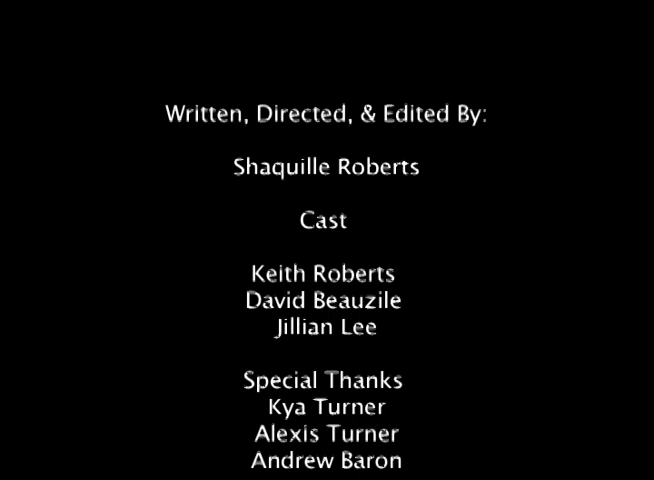 Written, Directed, & Edited By:
Shaquille Roberts
Cast
Keith Roberts
David Beauzile
Jillian Lee
Special Thanks
Kya Turner
Alexis Turner
Andrew Baron